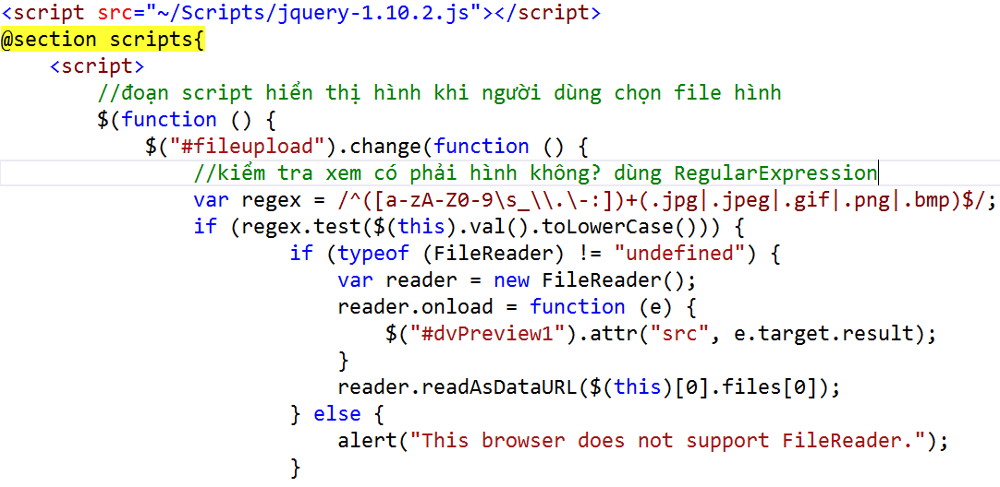 <script src="~/Scripts/jquery-1.10.2.js"></script>
@section scripts{
<script>
//đoạn script hiển thị hình khi người dùng chọn file hình
$(function () {
$("#fileupload").change(function () {
//kiểm tra xem có phải hình không? dùng RegularExpression
var regex = /^([a-zA-Z0-9\s_\\.\-:])+(.jpg|.jpeg|.gif|.png|.bmp)$/;
if (regex.test($(this).val().toLowerCase())) {
if (typeof (FileReader) != "undefined") {
var reader = new FileReader();
reader.onload = function (e) {
$("#dvPreview1").attr("src", e.target.result);
}
reader.readAsDataURL($(this)[0].files[0]);
} else {
alert("This browser does not support FileReader.");
}